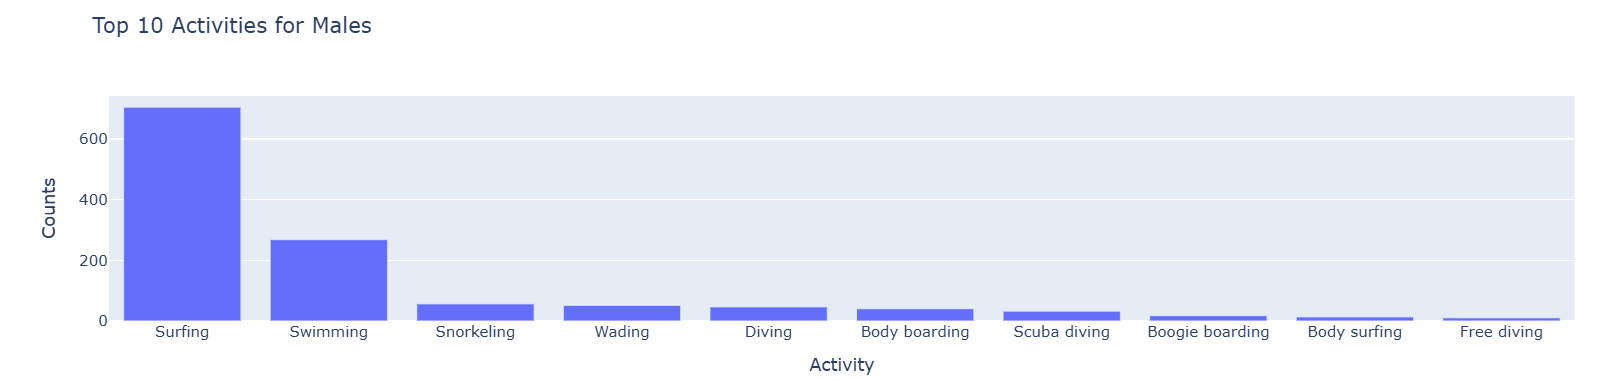 Top 10 Activities for Males
Counts
600
400
200
0
Surfing Swimming Snorkeling Wading Diving Body boarding Scuba diving Boogie boarding Body surfing Free diving
Activity